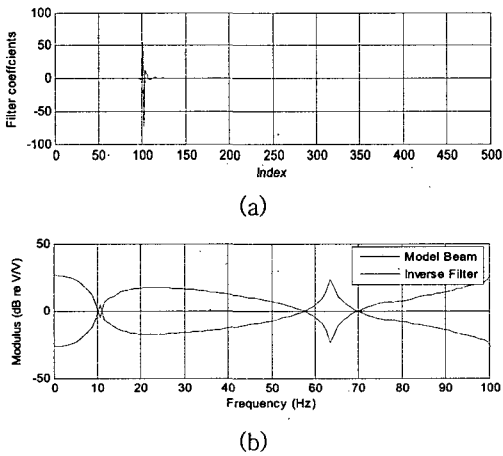 100
50
0
-50
-100
Filter coeffcients
0 50 100 150 200 250 300 350 400 450 500
Index
(a)
50
0
-50
Modulus (dB re V/V)
Model Beam
Inverse Filter
0 10 20 30 40 50 60 70 80 90 100
Frequency (Hz)
(b)